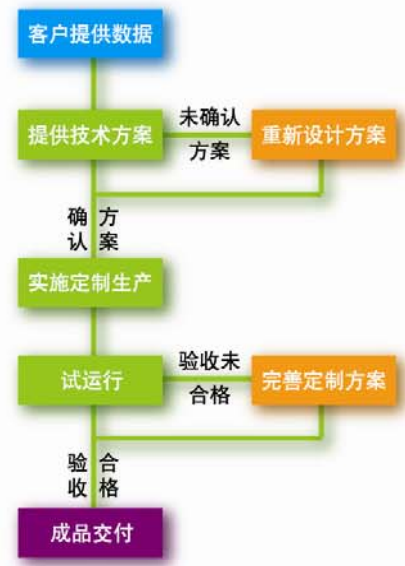 客户提供数据
提供技术方案
未确认
方案
重新设计方案
确 方
认 案
实施定制生产
试运行
验收未
合格
完善定制方案
验 合
收 格
成品交付